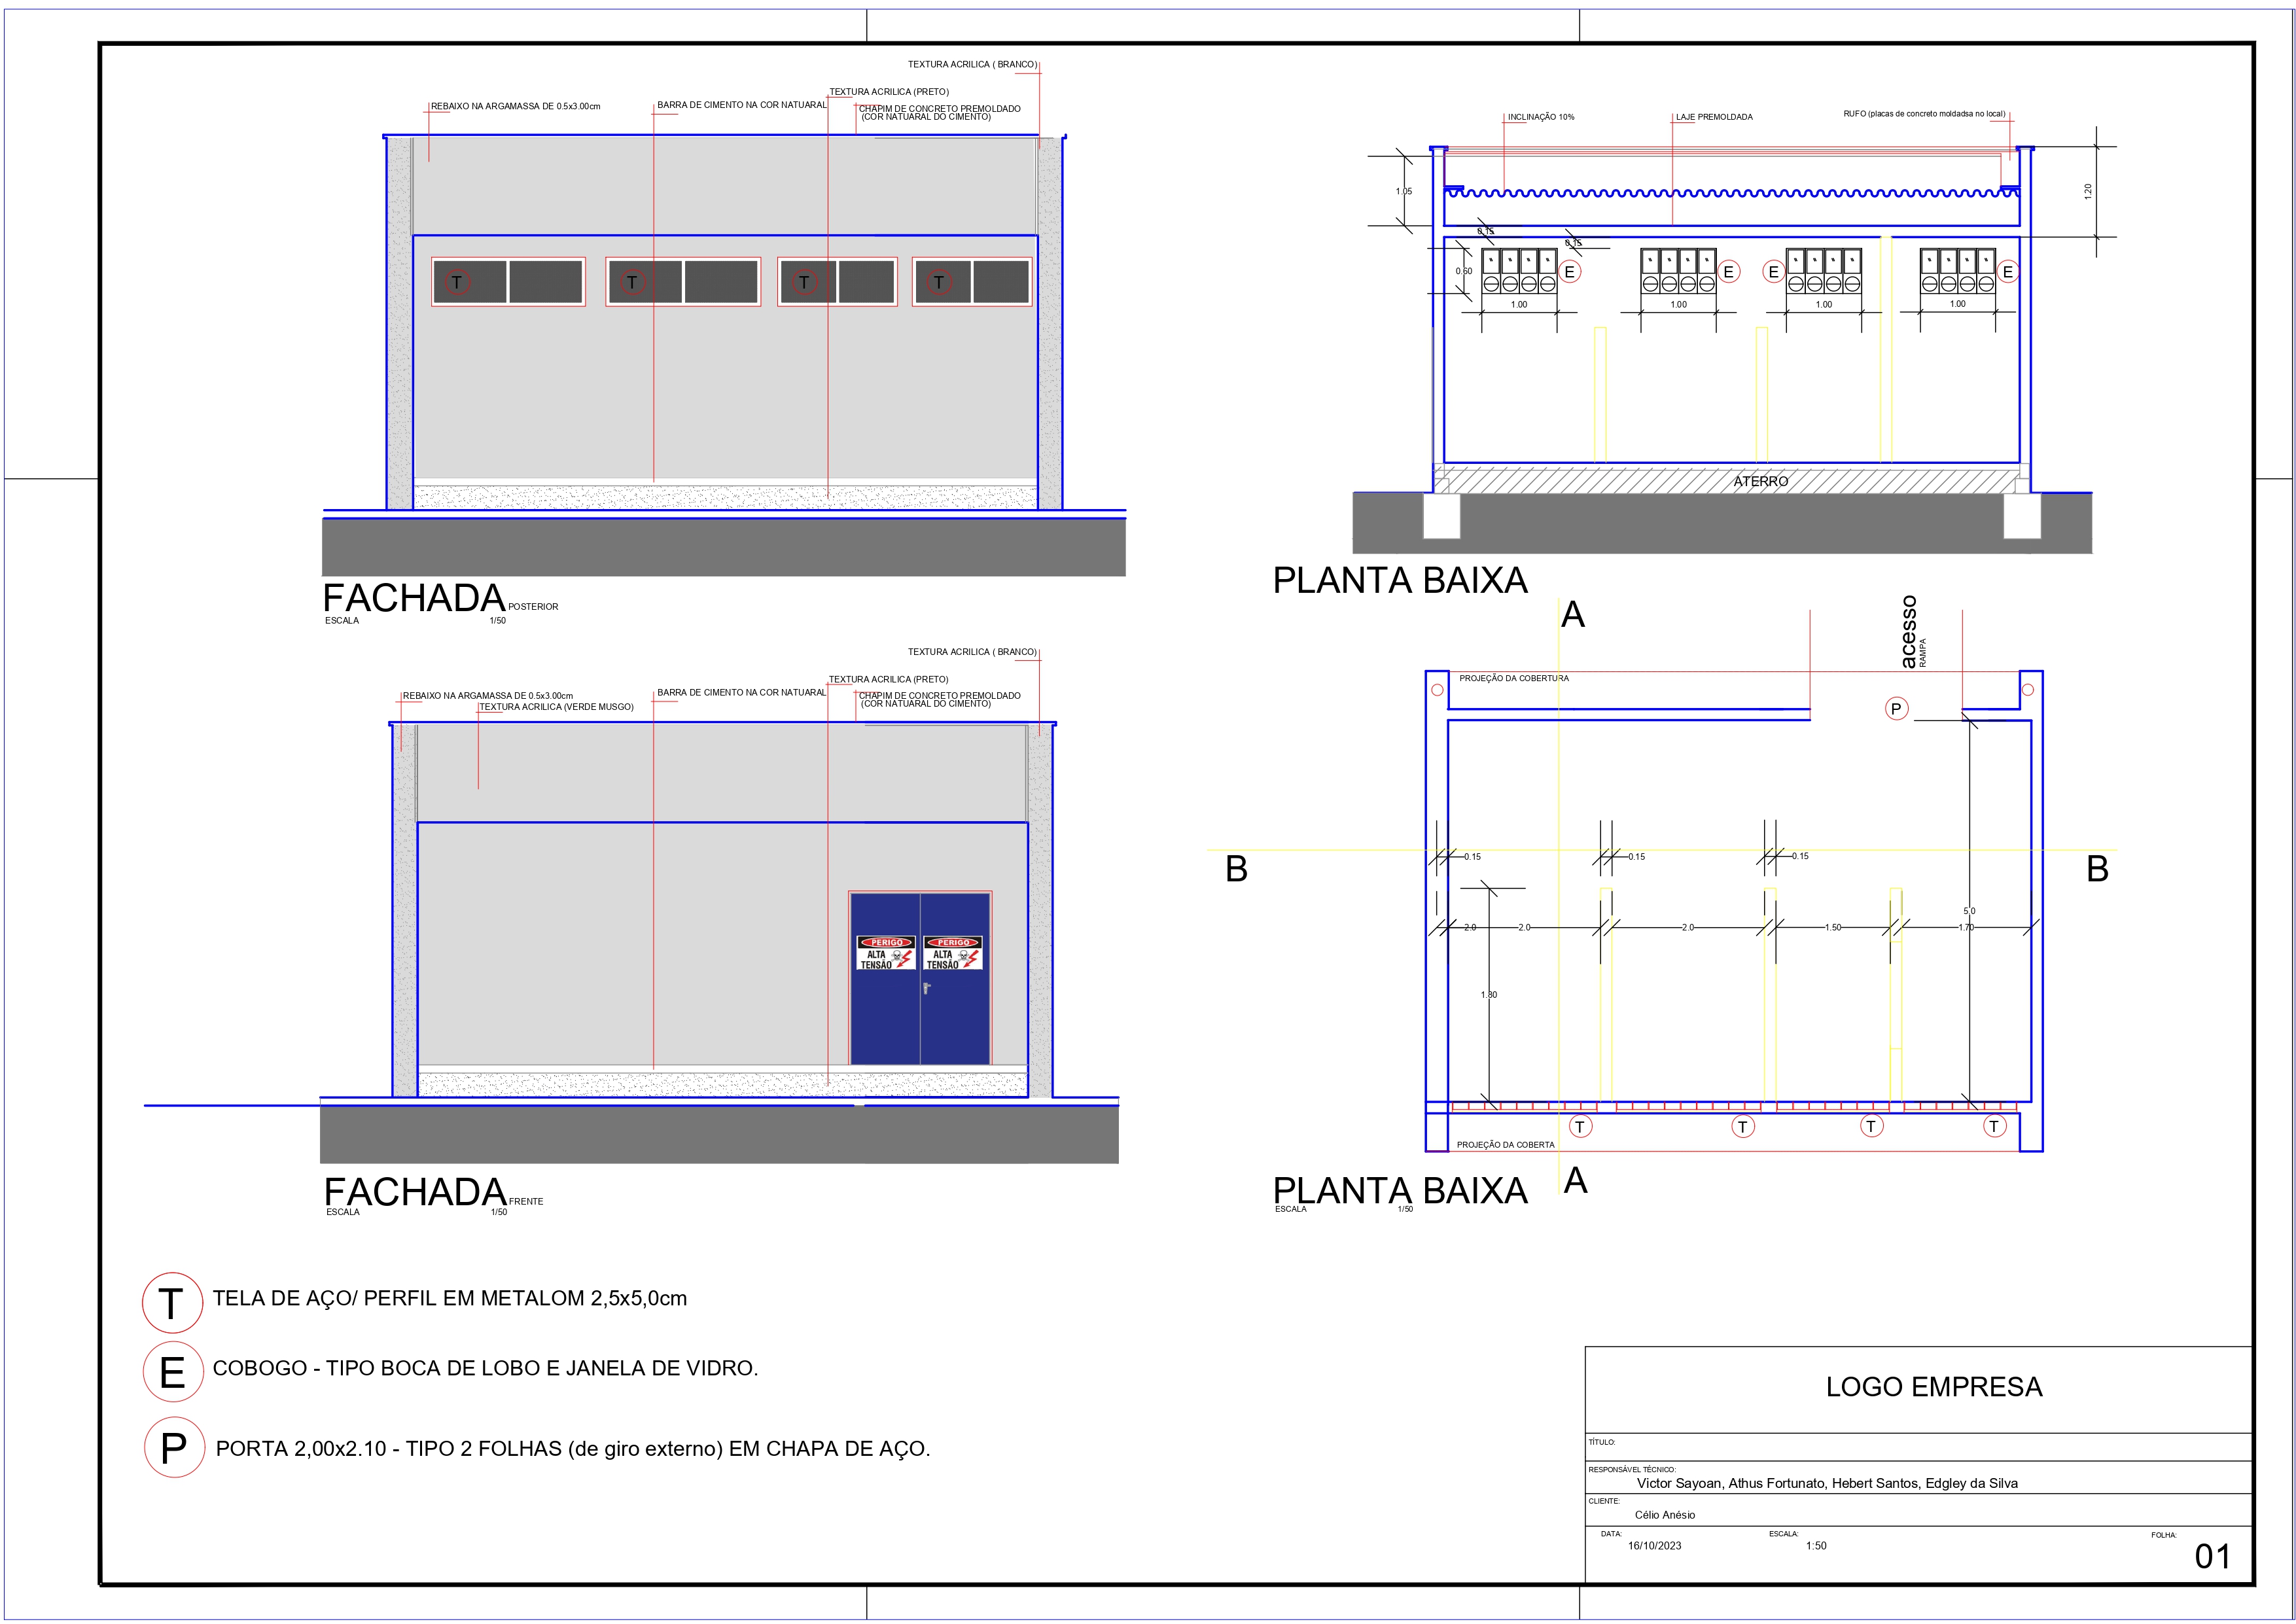 TEXTURA ACRILICA ( BRANCO)
TEXTURA ACRILICA (PRETO)
REBAIXO NA ARGAMASSA DE 0.5x3.00cm
BARRA DE CIMENTO NA COR NATUARAL
CHAPIM DE CONCRETO PREMOLDADO
(COR NATUARAL DO CIMENTO)
T
T
T
T
FACHADA POSTERIOR
ESCALA 1/50
INCLINAÇÃO 10%
LAJE PREMOLDADA
RUFO (placas de concreto moldadsa no local)
1.05
1.20
0.15
0.15
0.60
E
E
E
E
1.00
1.00
1.00
1.00
ATERRO
PLANTA BAIXA
TEXTURA ACRILICA ( BRANCO)
TEXTURA ACRILICA (PRETO)
REBAIXO NA ARGAMASSA DE 0.5x3.00cm
BARRA DE CIMENTO NA COR NATUARAL
CHAPIM DE CONCRETO PREMOLDADO
(COR NATUARAL DO CIMENTO)
TEXTURA ACRILICA (VERDE MUSGO)
PERIGO
ALTA
TENSÃO
PERIGO
ALTA
TENSÃO
FACHADA FRENTE
ESCALA 1/50
A
acesso
RAMPA
PROJEÇÃO DA COBERTURA
P
B
0.15
0.15
0.15
B
5.0
2.0
2.0
2.0
1.50
1.70
1.80
T
T
T
T
PROJEÇÃO DA COBERTA
A
PLANTA BAIXA
ESCALA 1/50
T TELA DE AÇO/ PERFIL EM METALOM 2,5x5,0cm
E COBOGO - TIPO BOCA DE LOBO E JANELA DE VIDRO.
P PORTA 2,00x2.10 - TIPO 2 FOLHAS (de giro externo) EM CHAPA DE AÇO.
LOGO EMPRESA
TÍTULO:
RESPONSÁVEL TÉCNICO:
Victor Sayoan, Athus Fortunato, Hebert Santos, Edgley da Silva
CLIENTE:
Célio Anésio
DATA:
16/10/2023
ESCALA:
1:50
FOLHA:
01